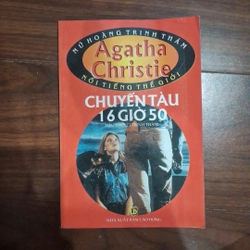 NỮ HOÀNG TRINH THÁM
Agatha
Christie
NỔI TIẾNG THẾ GIỚI
CHUYẾN TÀU
16 GIỜ 50